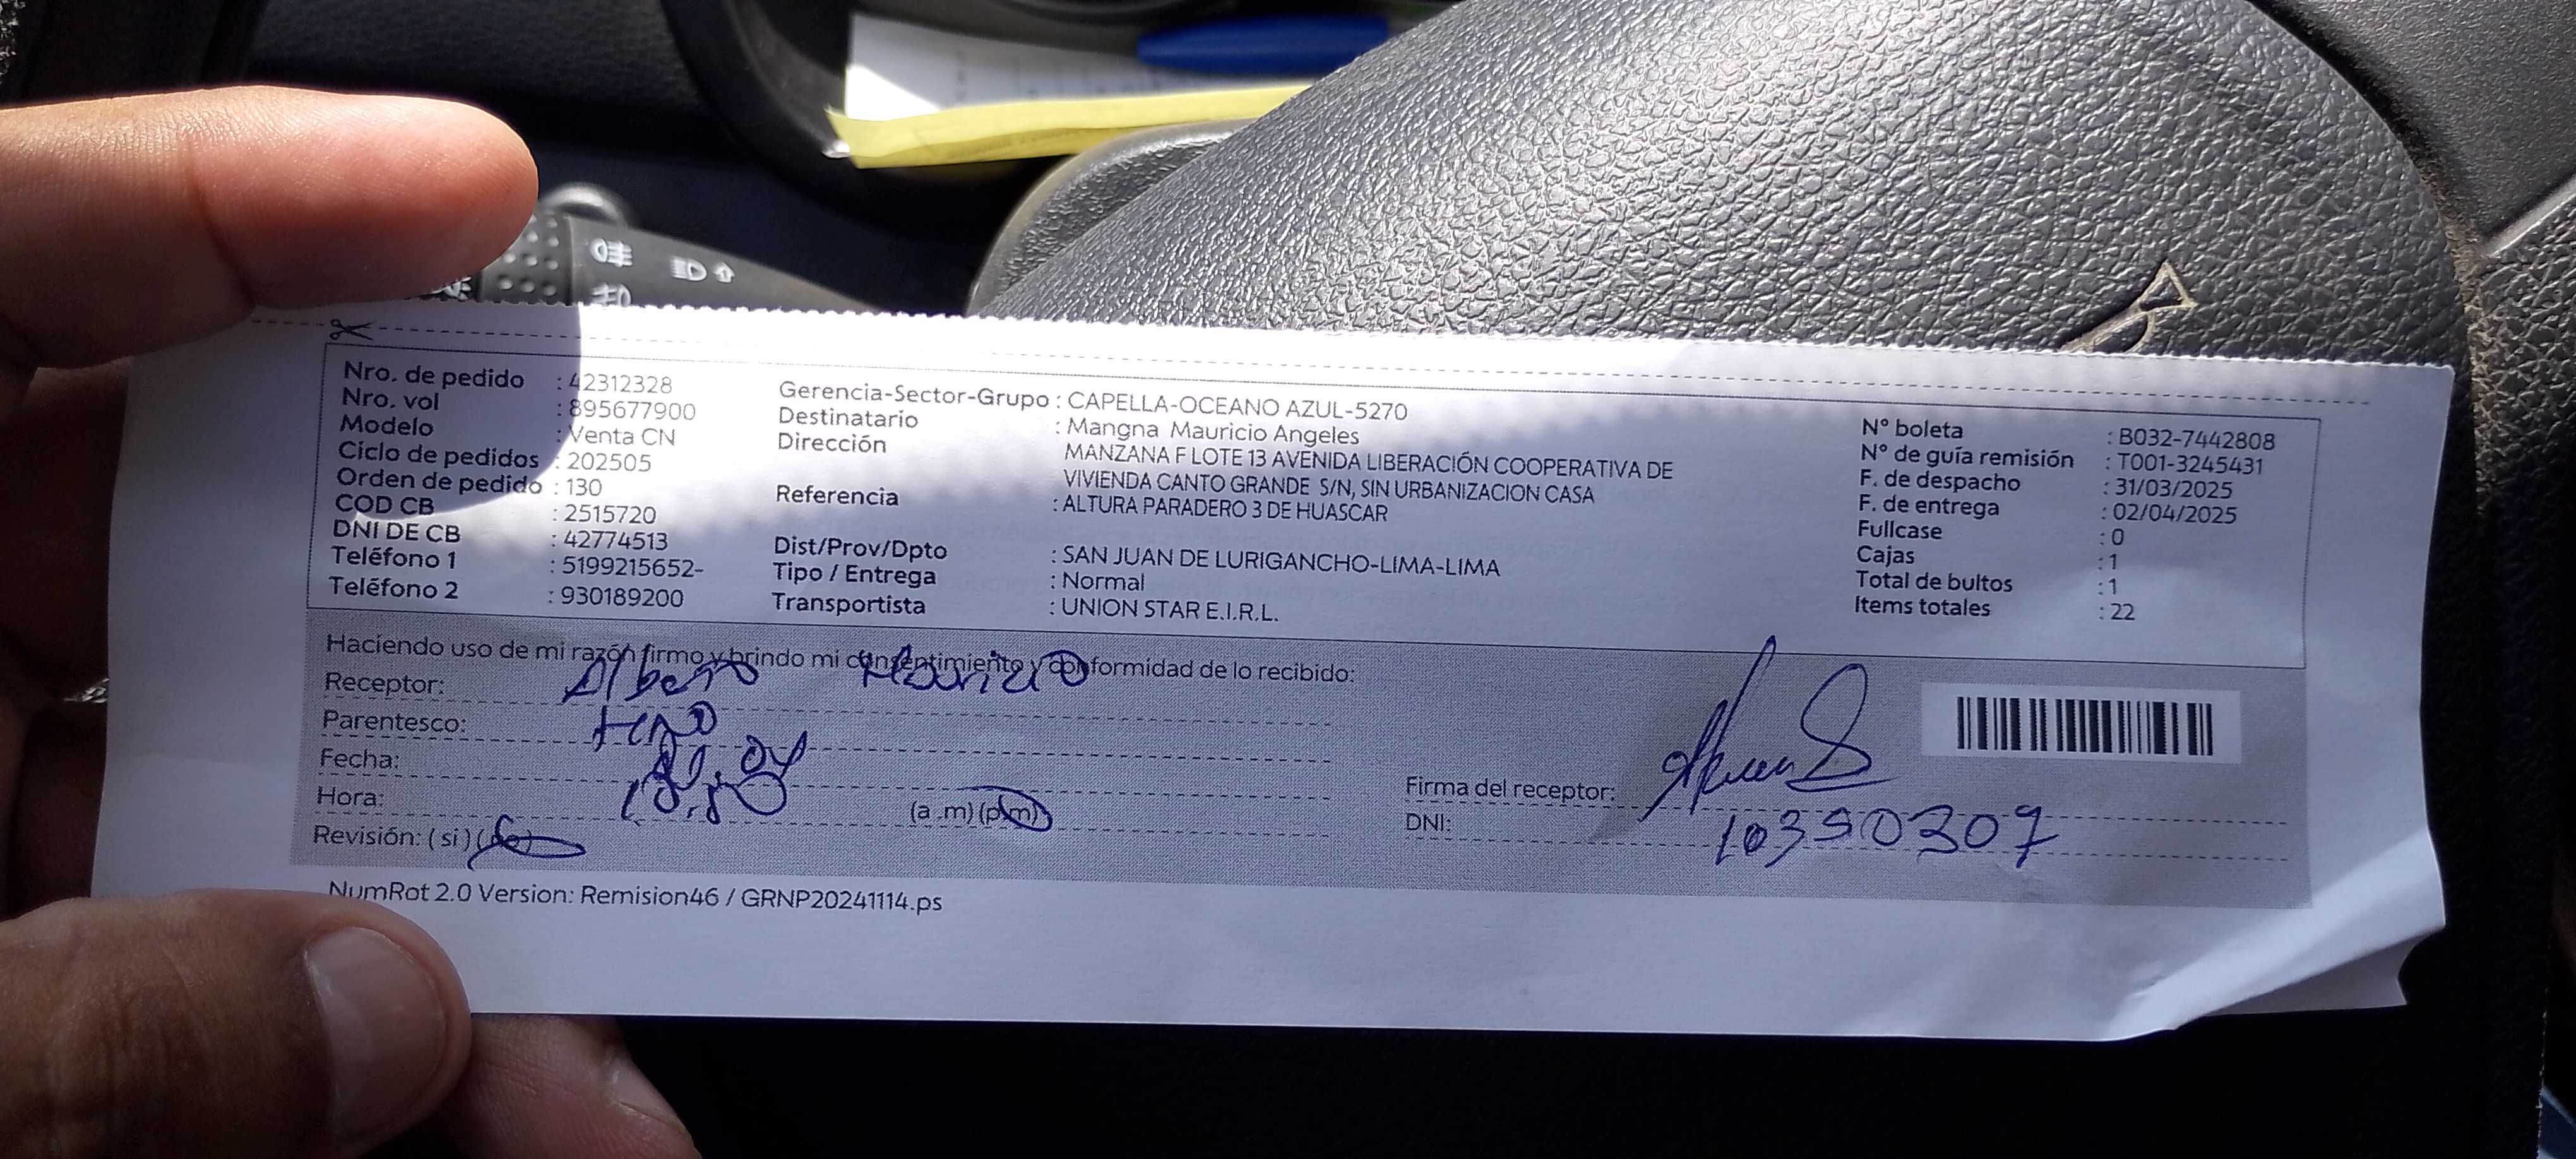 Nro. de pedido : 42312328
Nro. vol : 895677900
Modelo : Venta CN
Ciclo de pedidos : 202505
Orden de pedido : 130
COD CB : 2515720
DNI DE CB : 42774513
Teléfono 1 : 5199215652-
Teléfono 2 : 930189200
Gerencia-Sector-Grupo : CAPELLA-OCEANO AZUL-5270
Destinatario : Mangna Mauricio Angeles
Dirección MANZANA F LOTE 13 AVENIDA LIBERACIÓN COOPERATIVA DE
VIVIENDA CANTO GRANDE S/N, SIN URBANIZACION CASA
Referencia : ALTURA PARADERO 3 DE HUASCAR
Dist/Prov/Dpto : SAN JUAN DE LURIGANCHO-LIMA-LIMA
Tipo / Entrega : Normal
Transportista : UNION STAR E.I.R.L.
N° boleta : B032-7442808
N° de guía remisión : T001-3245431
F. de despacho : 31/03/2025
F. de entrega : 02/04/2025
Fullcase : 0
Cajas : 1
Total de bultos : 1
Items totales : 22
Haciendo uso de mi razón firmo y brindo mi consentimiento y conformidad de lo recibido:
Receptor: Alberto Mauricio
Parentesco:
Fecha:
Hora: (a.m) (p.m)
Revisión: ( si ) (no)
Firma del receptor:
DNI: 10390307
NumRot 2.0 Version: Remision46 / GRNP20241114.ps